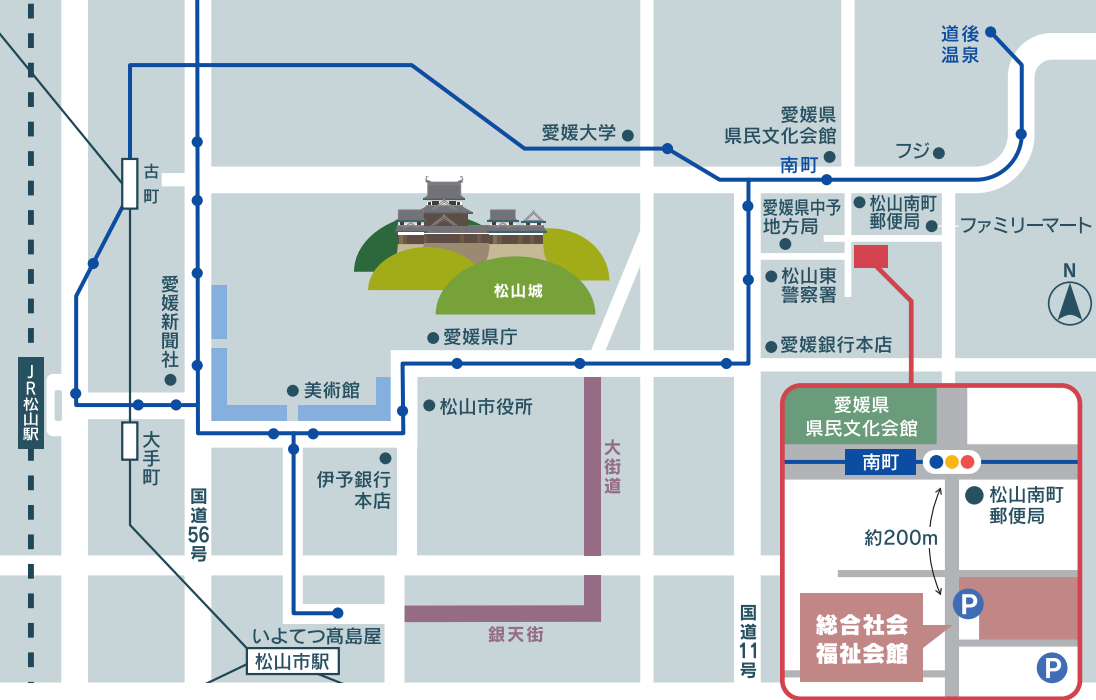 道後
温泉
愛媛県
県民文化会館
愛媛大学
南町
フジ
古
町
愛媛県中予
地方局
松山南町
郵便局
ファミリーマート
松山東
警察署
N
松山城
愛媛新聞社
愛媛県庁
愛媛銀行本店
JR松山駅
美術館
松山市役所
大手町
伊予銀行
本店
大街道
国道56号
愛媛県
県民文化会館
南町
松山南町
郵便局
約200m
P
総合社会
福祉会館
P
国道11号
銀天街
いよてつ髙島屋
松山市駅